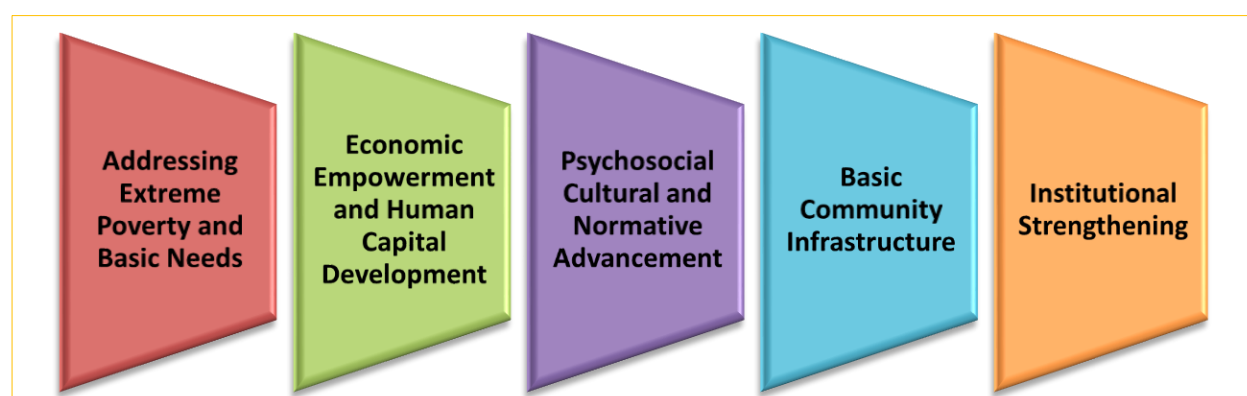 Addressing
Extreme
Poverty and
Basic Needs
Economic
Empowerment
and Human
Capital
Development
Psychosocial
Cultural and
Normative
Advancement
Basic
Community
Infrastructure
Institutional
Strengthening